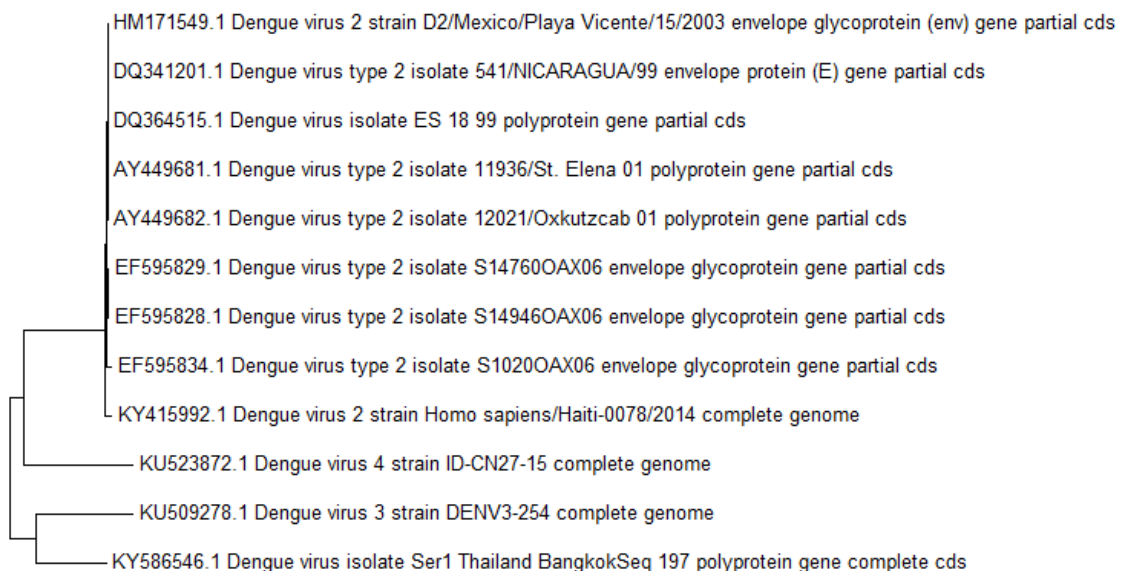 HM171549.1 Dengue virus 2 strain D2/Mexico/Playa Vicente/15/2003 envelope glycoprotein (env) gene partial cds
DQ341201.1 Dengue virus type 2 isolate 541/NICARAGUA/99 envelope protein (E) gene partial cds
DQ364515.1 Dengue virus isolate ES 18 99 polyprotein gene partial cds
AY449681.1 Dengue virus type 2 isolate 11936/St. Elena 01 polyprotein gene partial cds
AY449682.1 Dengue virus type 2 isolate 12021/Oxkutzcab 01 polyprotein gene partial cds
EF595829.1 Dengue virus type 2 isolate S14760OAX06 envelope glycoprotein gene partial cds
EF595828.1 Dengue virus type 2 isolate S14946OAX06 envelope glycoprotein gene partial cds
EF595834.1 Dengue virus type 2 isolate S1020OAX06 envelope glycoprotein gene partial cds
KY415992.1 Dengue virus 2 strain Homo sapiens/Haiti-0078/2014 complete genome
KU523872.1 Dengue virus 4 strain ID-CN27-15 complete genome
KU509278.1 Dengue virus 3 strain DENV3-254 complete genome
KY586546.1 Dengue virus isolate Ser1 Thailand BangkokSeq 197 polyprotein gene complete cds